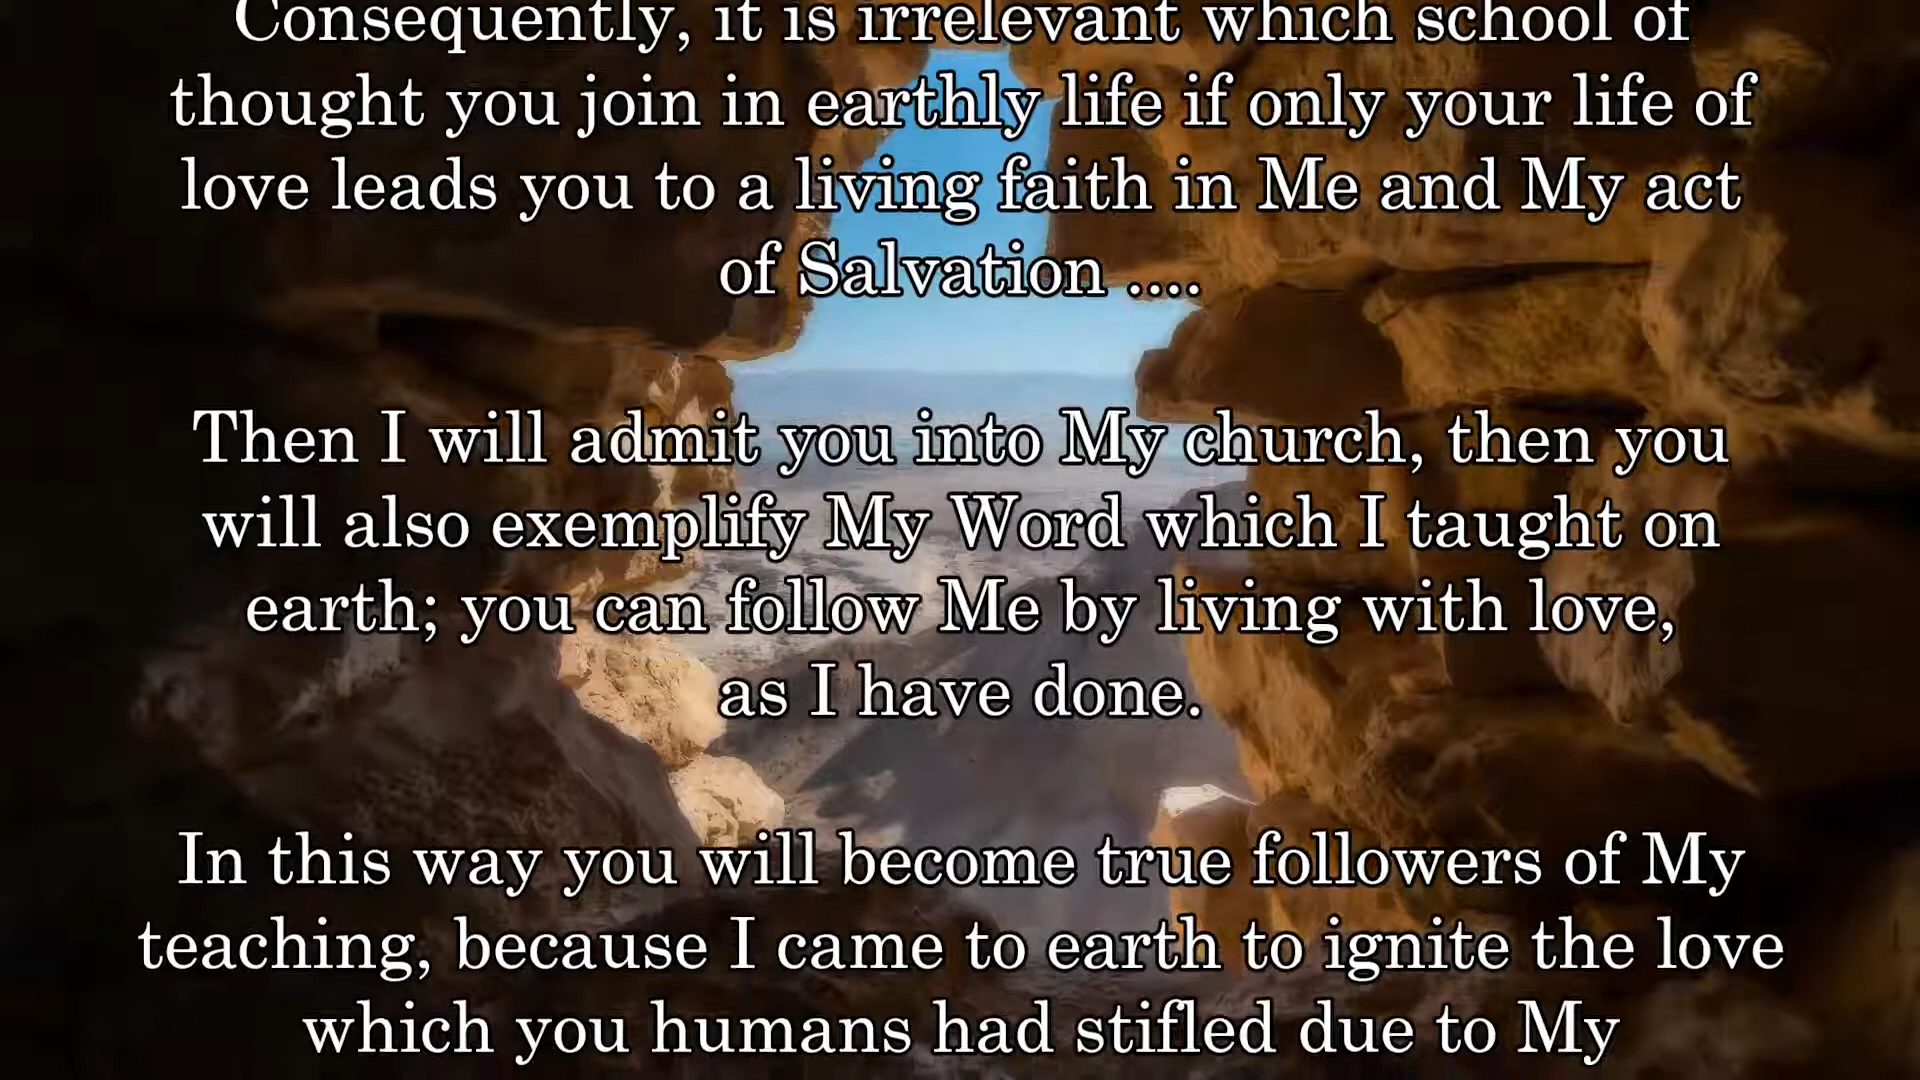 Consequently, it is irrelevant which school of
thought you join in earthly life if only your life of
love leads you to a living faith in Me and My act
of Salvation ....
Then I will admit you into My church, then you
will also exemplify My Word which I taught on
earth; you can follow Me by living with love,
as I have done.
In this way you will become true followers of My
teaching, because I came to earth to ignite the love
which you humans had stifled due to My